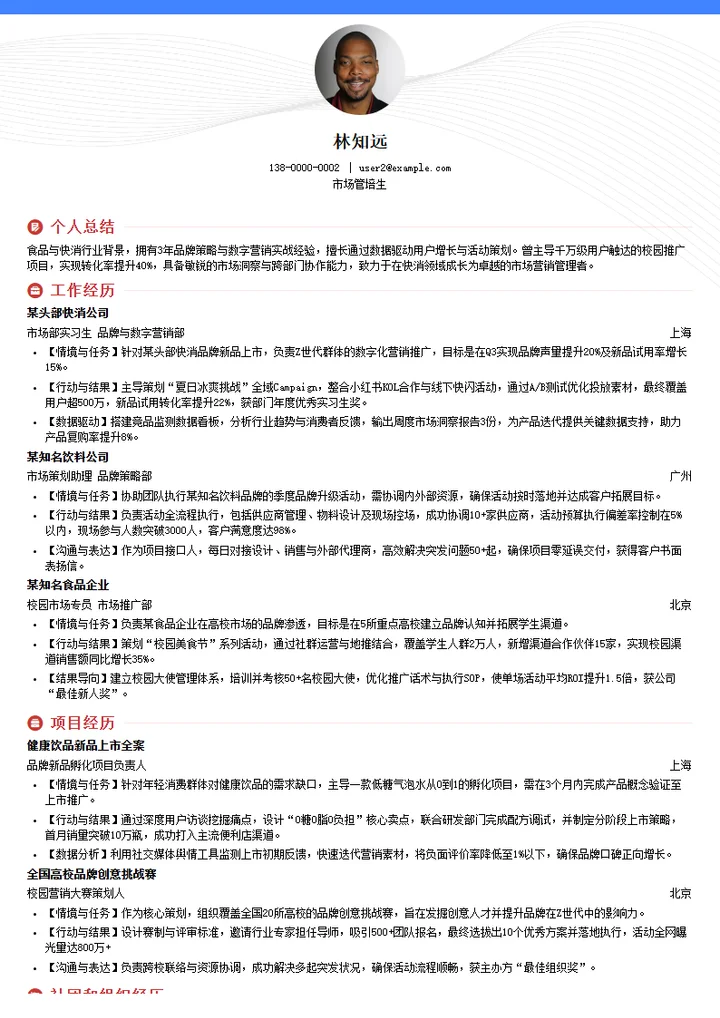 林知远
138-0000-0002 | user2@example.com
市场管培生
个人总结
食品与快消行业背景，拥有3年品牌策略与数字营销实战经验，擅长通过数据驱动用户增长与活动策划。曾主导千万级用户触达的校园推广
项目，实现转化率提升40%，具备敏锐的市场洞察与跨部门协作能力，致力于在快消领域成长为卓越的市场营销管理者。
工作经历
某头部快消公司
市场部实习生 品牌与数字营销部 上海
• 【情境与任务】针对某头部快消品牌新品上市，负责Z世代群体的数字化营销推广，目标是在Q3实现品牌声量提升20%及新品试用率增长
15%。
• 【行动与结果】主导策划“夏日冰爽挑战”全域Campaign，整合小红书KOL合作与线下快闪活动，通过A/B测试优化投放素材，最终覆盖
用户超500万，新品试用转化率提升22%，获部门年度优秀实习生奖。
• 【数据驱动】搭建竞品监测数据看板，分析行业趋势与消费者反馈，输出周度市场洞察报告3份，为产品迭代提供关键数据支持，助力
产品复购率提升8%。
某知名饮料公司
市场策划助理 品牌策略部 广州
• 【情境与任务】协助团队执行某知名饮料品牌的季度品牌升级活动，需协调内外部资源，确保活动按时落地并达成客户拓展目标。
• 【行动与结果】负责活动全流程执行，包括供应商管理、物料设计及现场控场，成功协调10+家供应商，活动预算执行偏差率控制在5%
以内，现场参与人数突破3000人，客户满意度达98%。
• 【沟通与表达】作为项目接口人，每日对接设计、销售与外部代理商，高效解决突发问题50+起，确保项目零延误交付，获得客户书面
表扬信。
某知名食品企业
校园市场专员 市场推广部 北京
• 【情境与任务】负责某食品企业在高校市场的品牌渗透，目标是在5所重点高校建立品牌认知并拓展学生渠道。
• 【行动与结果】策划“校园美食节”系列活动，通过社群运营与地推结合，覆盖学生人群2万人，新增渠道合作伙伴15家，实现校园渠
道销售额同比增长35%。
• 【结果导向】建立校园大使管理体系，培训并考核50+名校园大使，优化推广话术与执行SOP，使单场活动平均ROI提升1.5倍，获公司
“最佳新人奖”。
项目经历
健康饮品新品上市全案
品牌新品孵化项目负责人 上海
• 【情境与任务】针对年轻消费群体对健康饮品的需求缺口，主导一款低糖气泡水从0到1的孵化项目，需在3个月内完成产品概念验证至
上市推广。
• 【行动与结果】通过深度用户访谈挖掘痛点，设计“0糖0脂0负担”核心卖点，联合研发部门完成配方调试，并制定分阶段上市策略，
首月销量突破10万瓶，成功打入主流便利店渠道。
• 【数据分析】利用社交媒体舆情工具监测上市初期反馈，快速迭代营销素材，将负面评价率降低至1%以下，确保品牌口碑正向增长。
全国高校品牌创意挑战赛
校园营销大赛策划人 北京
• 【情境与任务】作为核心策划，组织覆盖全国20所高校的品牌创意挑战赛，旨在发掘创意人才并提升品牌在Z世代中的影响力。
• 【行动与结果】设计赛制与评审标准，邀请行业专家担任导师，吸引500+团队报名，最终选拔出10个优秀方案并落地执行，活动全网曝
光量达800万+
• 【沟通与表达】负责跨校联络与资源协调，成功解决多起突发状况，确保活动流程顺畅，获主办方“最佳组织奖”。